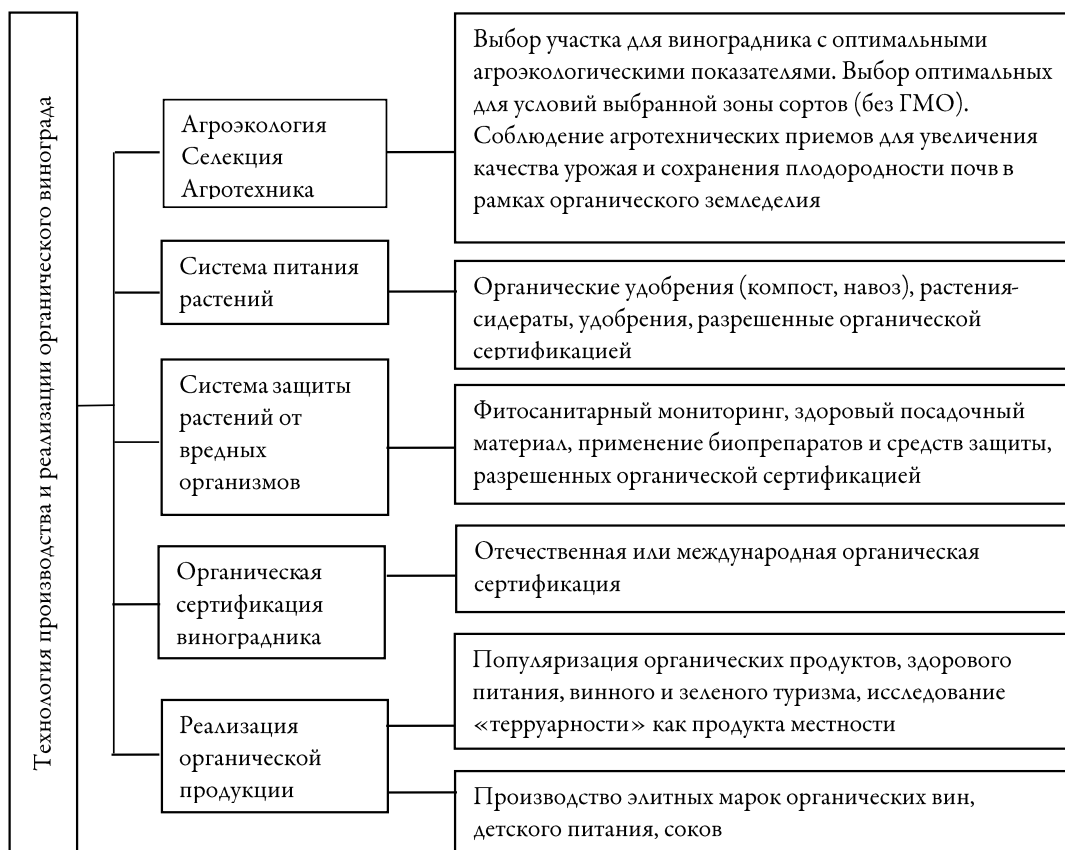 Технология производства и реализации органического винограда
Агроэкология
Селекция
Агротехника
Выбор участка для виноградника с оптимальными
агроэкологическими показателями. Выбор оптимальных
для условий выбранной зоны сортов (без ГМО).
Соблюдение агротехнических приемов для увеличения
качества урожая и сохранения плодородности почв в
рамках органического земледелия
Система питания
растений
Органические удобрения (компост, навоз), растения-
сидераты, удобрения, разрешенные органической
сертификацией
Система защиты
растений от
вредных
организмов
Фитосанитарный мониторинг, здоровый посадочный
материал, применение биопрепаратов и средств защиты,
разрешенных органической сертификацией
Органическая
сертификация
виноградника
Отечественная или международная органическая
сертификация
Реализация
органической
продукции
Популяризация органических продуктов, здорового
питания, винного и зеленого туризма, исследование
«терруарности» как продукта местности
Производство элитных марок органических вин,
детского питания, соков